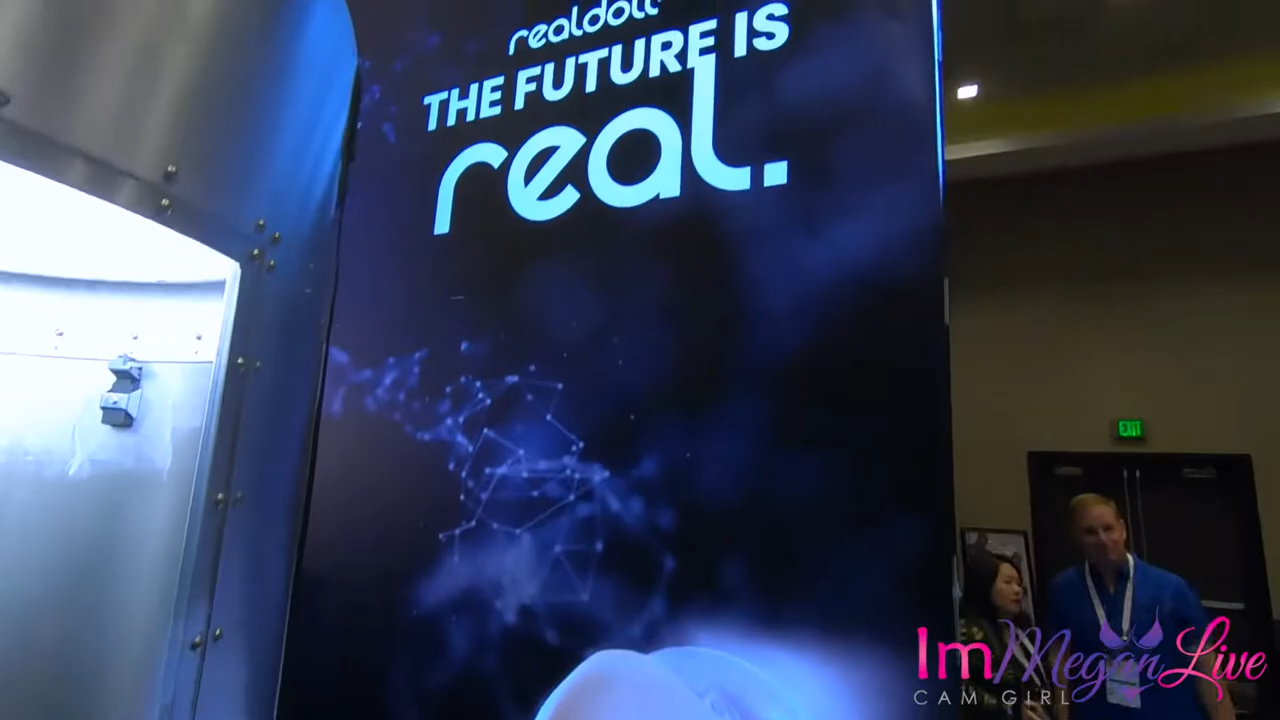 realdoll
THE FUTURE IS
real.
EXIT
ImMeganLive
CAM GIRL